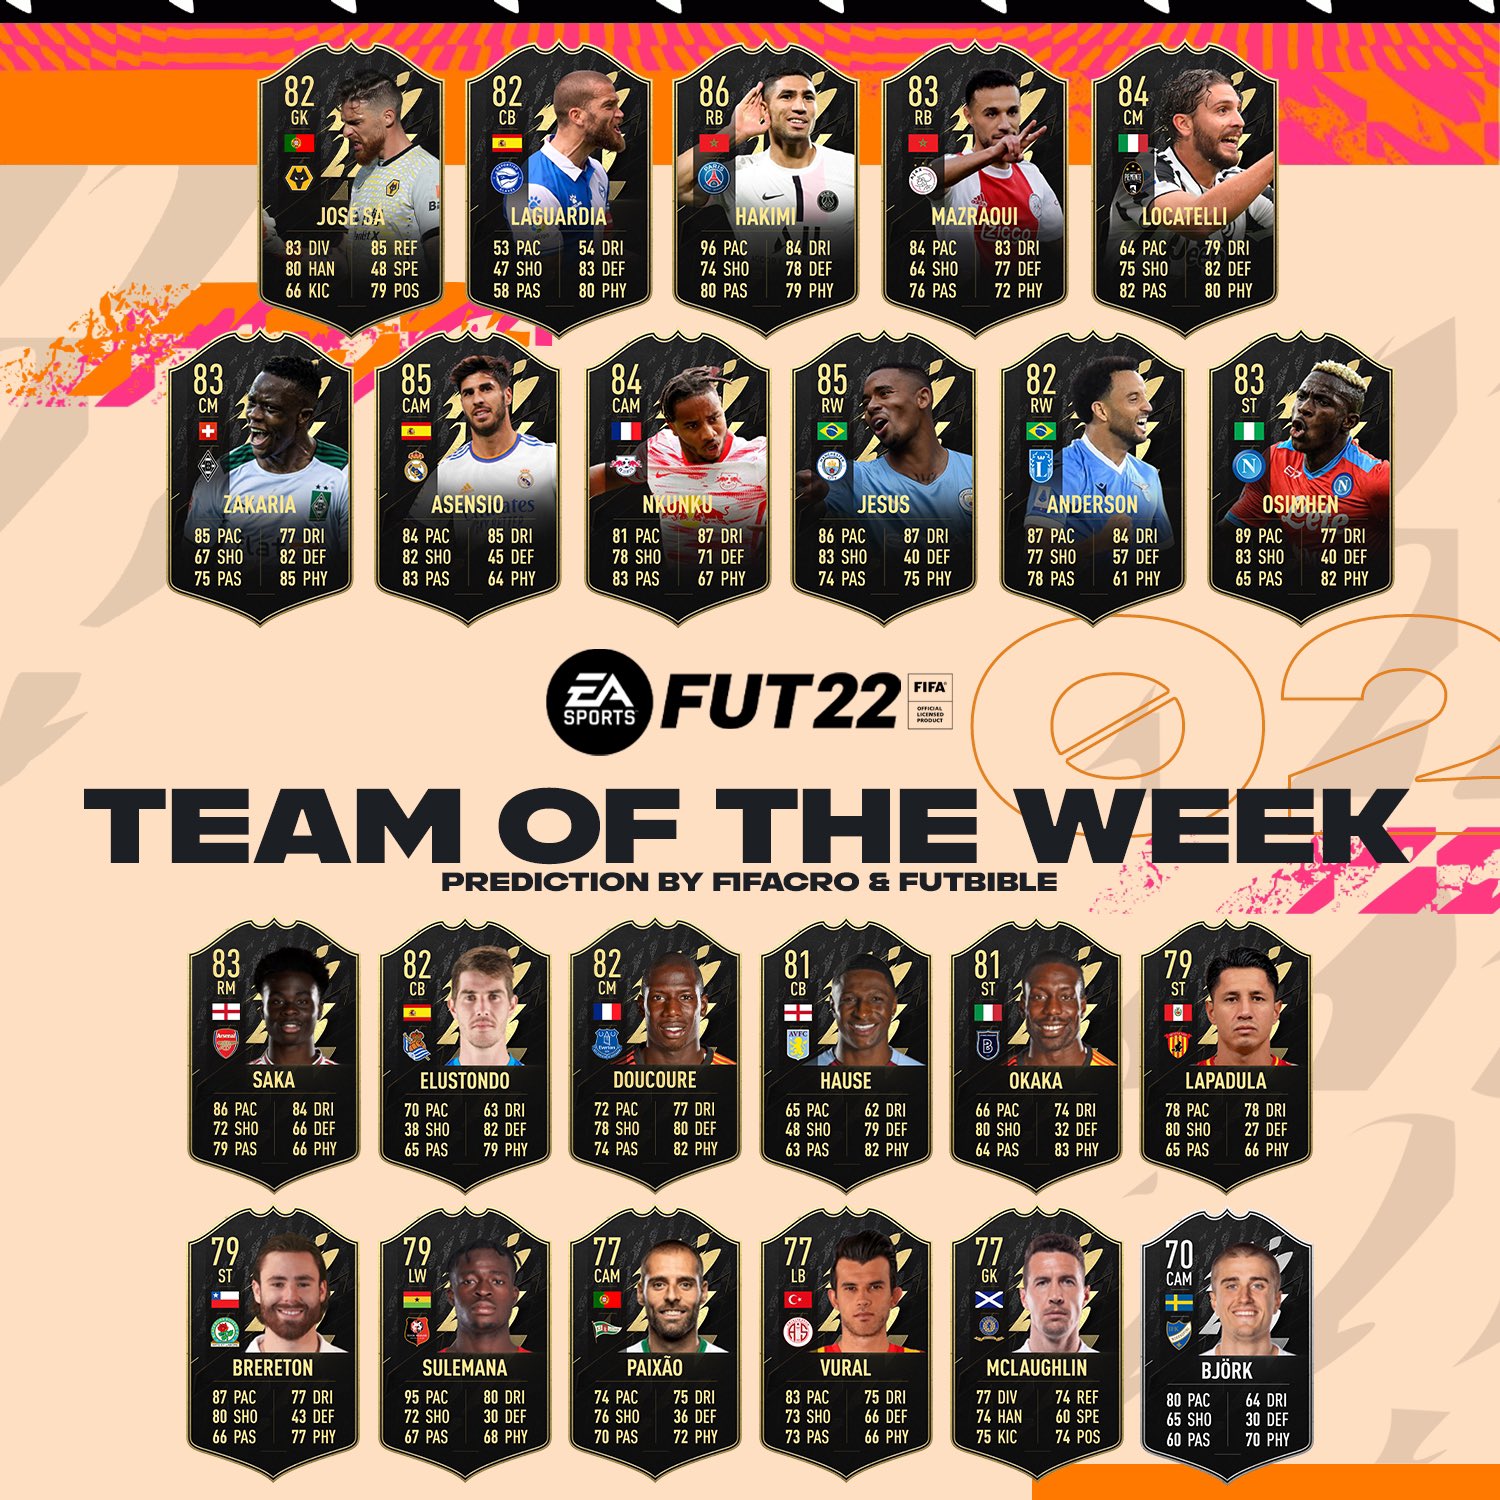 82
GK
JOSÉ SÁ
83 DIV 85 REF
80 HAN 48 SPE
66 KIC 79 POS
82
CB
LAGUARDIA
53 PAC 54 DRI
47 SHO 83 DEF
58 PAS 80 PHY
86
RB
HAKIMI
96 PAC 84 DRI
74 SHO 78 DEF
80 PAS 79 PHY
83
RB
MAZRAOUI
84 PAC 83 DRI
64 SHO 77 DEF
76 PAS 72 PHY
84
CM
LOCATELLI
64 PAC 79 DRI
75 SHO 82 DEF
82 PAS 80 PHY
83
CM
ZAKARIA
85 PAC 77 DRI
67 SHO 82 DEF
75 PAS 85 PHY
85
CAM
ASENSIO
84 PAC 85 DRI
82 SHO 45 DEF
83 PAS 64 PHY
84
CAM
NKUNKU
81 PAC 87 DRI
78 SHO 71 DEF
83 PAS 67 PHY
85
RW
JESUS
86 PAC 87 DRI
83 SHO 40 DEF
74 PAS 75 PHY
82
RW
ANDERSON
87 PAC 84 DRI
77 SHO 57 DEF
78 PAS 61 PHY
83
ST
OSIMHEN
89 PAC 77 DRI
83 SHO 40 DEF
65 PAS 82 PHY
02
EA
SPORTS
FUT22
FIFA
OFFICIAL
LICENSED
PRODUCT
TEAM OF THE WEEK
PREDICTION BY FIFACRO & FUTBIBLE
83
RM
Arsenal
SAKA
86 PAC 84 DRI
72 SHO 66 DEF
79 PAS 66 PHY
82
CB
ELUSTONDO
70 PAC 63 DRI
38 SHO 82 DEF
65 PAS 79 PHY
82
CM
Everton
DOUCOURE
72 PAC 77 DRI
78 SHO 80 DEF
74 PAS 82 PHY
81
CB
AVFC
HAUSE
65 PAC 62 DRI
48 SHO 79 DEF
63 PAS 82 PHY
81
ST
OKAKA
66 PAC 74 DRI
80 SHO 32 DEF
64 PAS 83 PHY
79
ST
LAPADULA
78 PAC 78 DRI
80 SHO 27 DEF
65 PAS 66 PHY
79
ST
BRERETON
87 PAC 77 DRI
80 SHO 43 DEF
66 PAS 77 PHY
79
LW
SULEMANA
95 PAC 80 DRI
72 SHO 30 DEF
67 PAS 68 PHY
77
CAM
PAIXÃO
74 PAC 75 DRI
76 SHO 36 DEF
70 PAS 72 PHY
77
LB
VURAL
83 PAC 75 DRI
73 SHO 66 DEF
73 PAS 66 PHY
77
GK
MCLAUGHLIN
77 DIV 74 REF
74 HAN 60 SPE
75 KIC 74 POS
70
CAM
BJÖRK
80 PAC 64 DRI
65 SHO 30 DEF
60 PAS 70 PHY